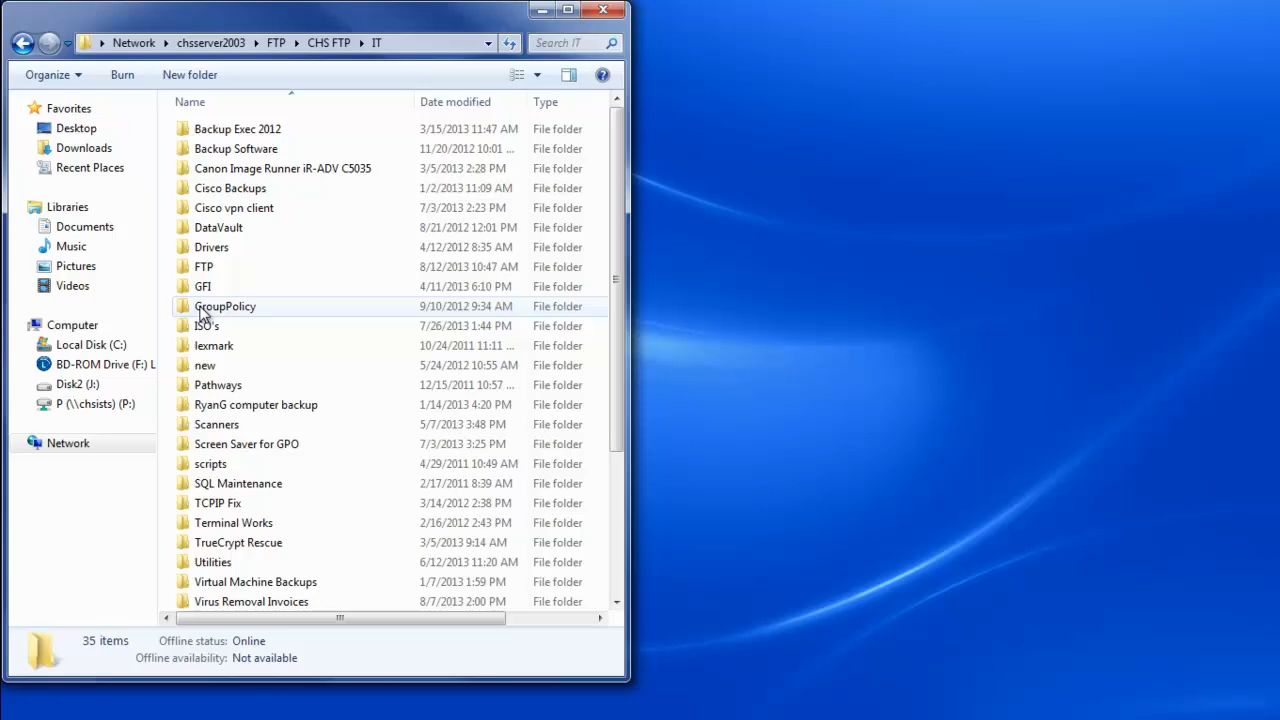 Network chsserver2003 FTP CHS FTP IT Search IT
Organize Burn New folder
Name Date modified Type
Favorites
Desktop
Downloads
Recent Places
Libraries
Documents
Music
Pictures
Videos
Computer
Local Disk (C:)
BD-ROM Drive (F:) L
Disk2 (J:)
P (\\chsists) (P:)
Network
Backup Exec 2012 3/15/2013 11:47 AM File folder
Backup Software 11/20/2012 10:01 ... File folder
Canon Image Runner iR-ADV C5035 3/5/2013 2:28 PM File folder
Cisco Backups 1/2/2013 11:09 AM File folder
Cisco vpn client 7/3/2013 2:23 PM File folder
DataVault 8/21/2012 12:01 PM File folder
Drivers 4/12/2012 8:35 AM File folder
FTP 8/12/2013 10:47 AM File folder
GFI 4/11/2013 6:10 PM File folder
GroupPolicy 9/10/2012 9:34 AM File folder
ISO's 7/26/2013 1:44 PM File folder
lexmark 10/24/2011 11:11 ... File folder
new 5/24/2012 10:55 AM File folder
Pathways 12/15/2011 10:57 ... File folder
RyanG computer backup 1/14/2013 4:20 PM File folder
Scanners 5/7/2013 3:48 PM File folder
Screen Saver for GPO 7/3/2013 3:25 PM File folder
scripts 4/29/2011 10:49 AM File folder
SQL Maintenance 2/17/2011 8:39 AM File folder
TCPIP Fix 3/14/2012 2:38 PM File folder
Terminal Works 2/16/2012 2:43 PM File folder
TrueCrypt Rescue 3/5/2013 9:14 AM File folder
Utilities 6/12/2013 11:20 AM File folder
Virtual Machine Backups 1/7/2013 1:59 PM File folder
Virus Removal Invoices 8/7/2013 2:00 PM File folder
35 items Offline status: Online
Offline availability: Not available